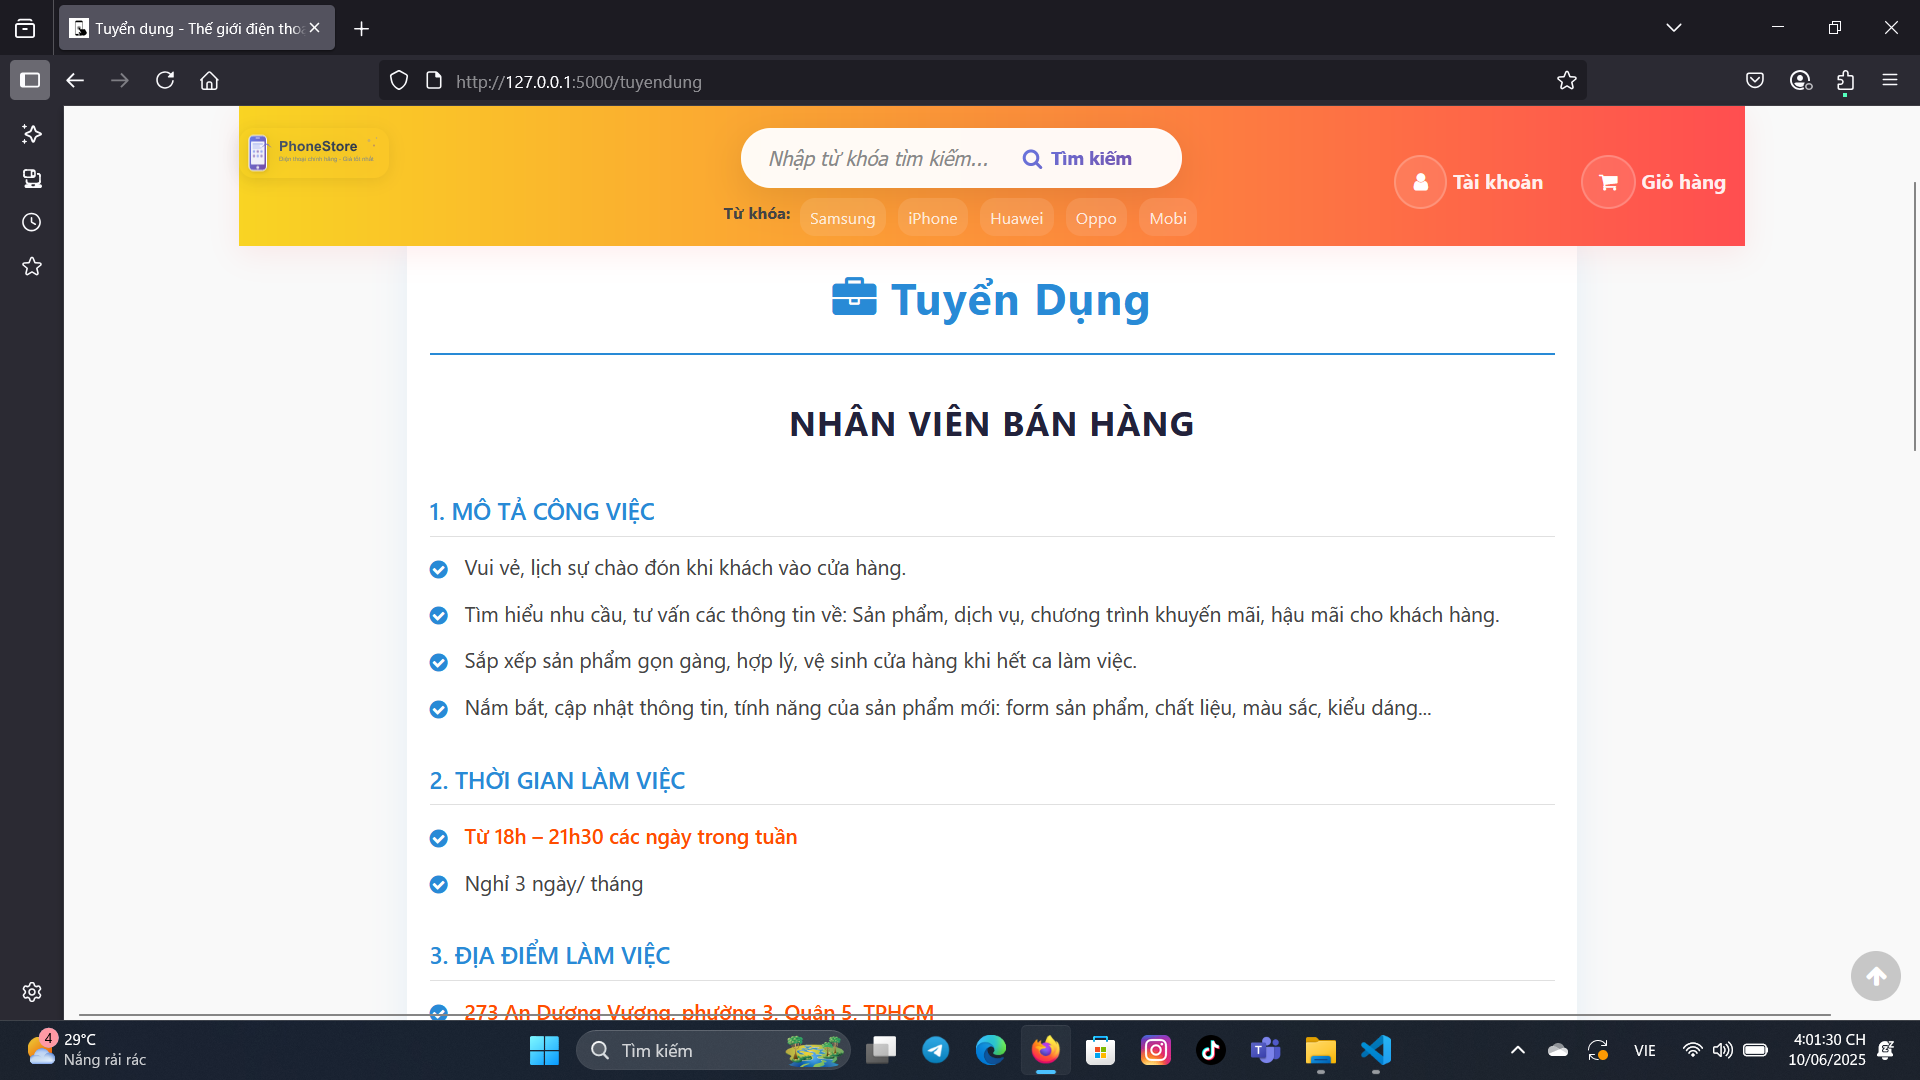 Tuyển dụng - Thế giới điện tho
http://127.0.0.1:5000/tuyendung
PhoneStore
Điện thoại chính hãng - Giá tốt nhất
Nhập từ khóa tìm kiếm...
Tìm kiếm
Từ khóa:
Samsung
iPhone
Huawei
Oppo
Mobi
Tài khoản
Giỏ hàng
Tuyển Dụng
NHÂN VIÊN BÁN HÀNG
1. MÔ TẢ CÔNG VIỆC
Vui vẻ, lịch sự chào đón khi khách vào cửa hàng.
Tìm hiểu nhu cầu, tư vấn các thông tin về: Sản phẩm, dịch vụ, chương trình khuyến mãi, hậu mãi cho khách hàng.
Sắp xếp sản phẩm gọn gàng, hợp lý, vệ sinh cửa hàng khi hết ca làm việc.
Nắm bắt, cập nhật thông tin, tính năng của sản phẩm mới: form sản phẩm, chất liệu, màu sắc, kiểu dáng...
2. THỜI GIAN LÀM VIỆC
Từ 18h – 21h30 các ngày trong tuần
Nghỉ 3 ngày/ tháng
3. ĐỊA ĐIỂM LÀM VIỆC
273 An Dương Vương, phường 3, Quận 5, TPHCM
4
29°C
Nắng rải rác
Tìm kiếm
VIE
4:01:30 CH
10/06/2025